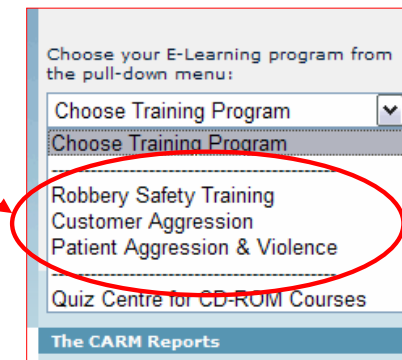 Choose your E-Learning program from
the pull-down menu:
Choose Training Program
Choose Training Program
------------------------------------------------
Robbery Safety Training
Customer Aggression
Patient Aggression & Violence
------------------------------------------------
Quiz Centre for CD-ROM Courses
The CARM Reports